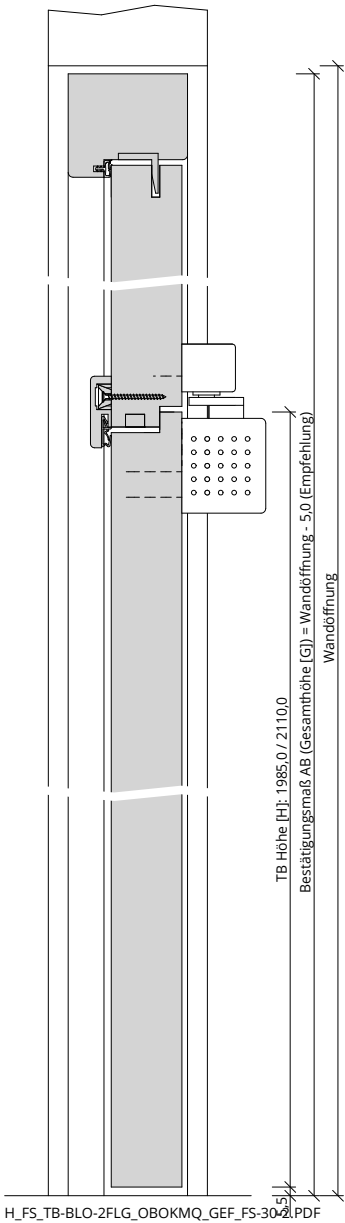 TB Höhe [H]: 1985,0 / 2110,0
Bestätigungsmaß AB (Gesamthöhe [G]) = Wandöffnung - 5,0 (Empfehlung)
Wandöffnung
5,5
H_FS_TB-BLO-2FLG_OBOKMQ_GEF_FS-30-2.PDF